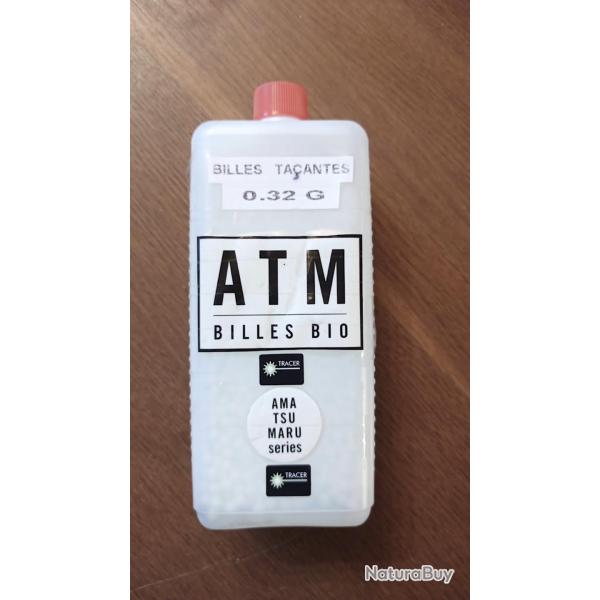 BILLES TAÇANTES
0.32 G
ATM
BILLES BIO
TRACER
AMA
TSU
MARU
series
TRACER
NaturaBuy